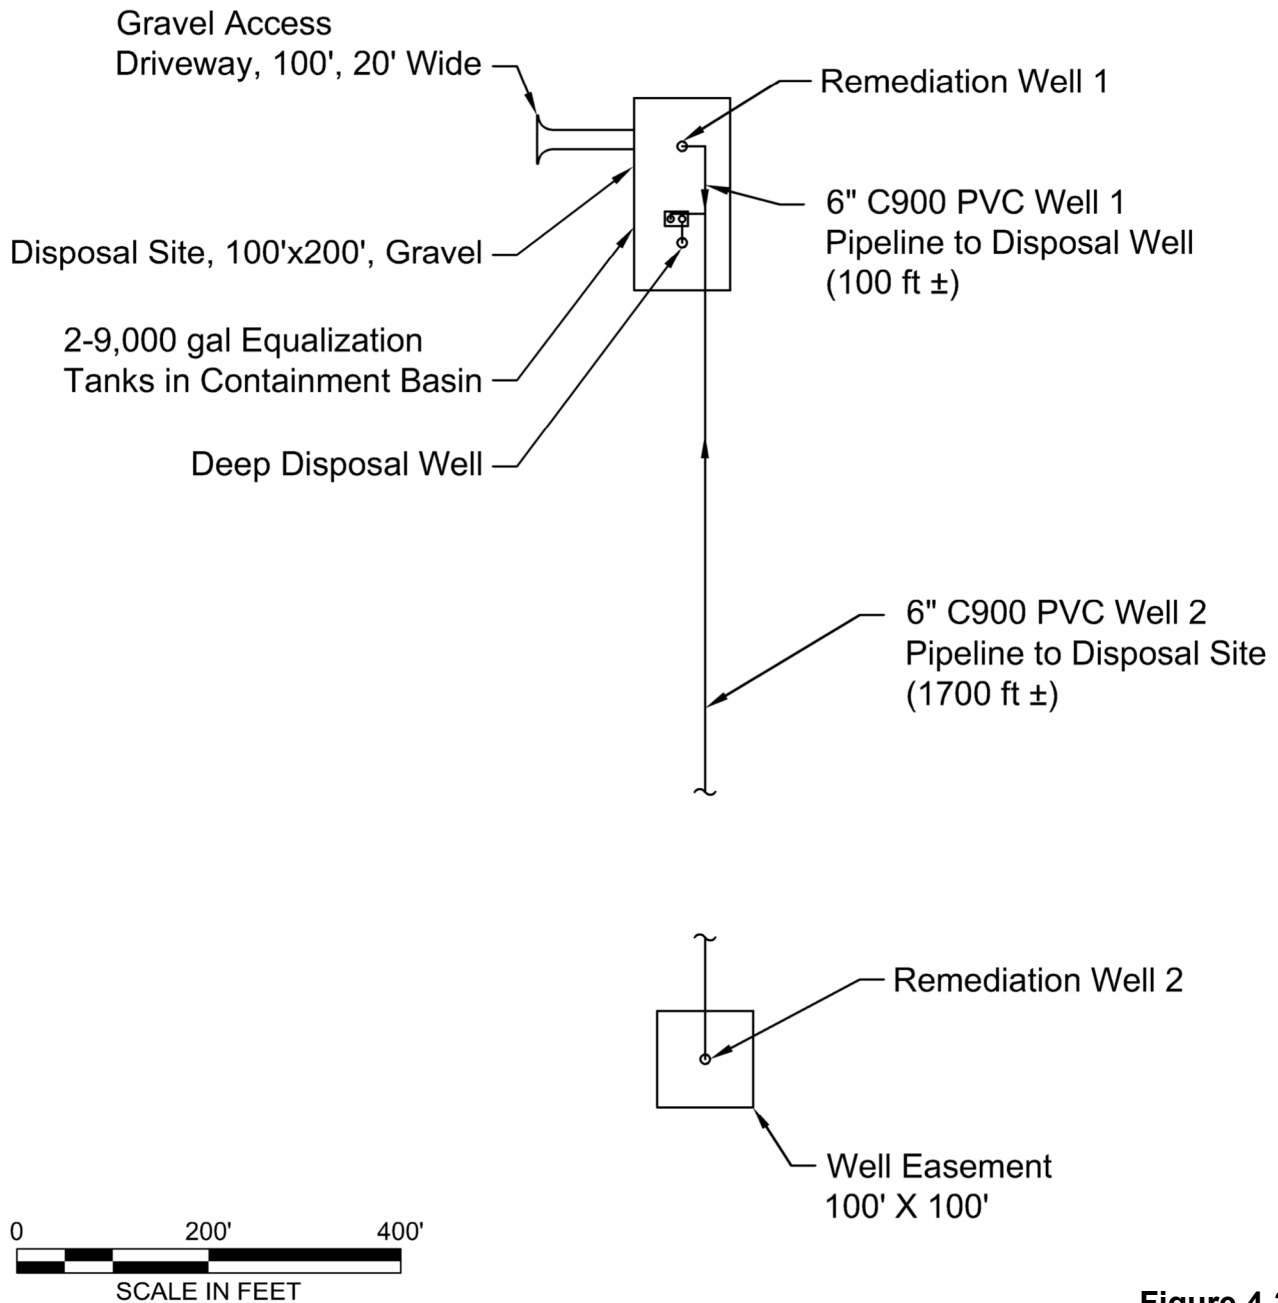 Gravel Access
Driveway, 100', 20' Wide
Remediation Well 1
6" C900 PVC Well 1
Pipeline to Disposal Well
(100 ft ±)
Disposal Site, 100'x200', Gravel
2-9,000 gal Equalization
Tanks in Containment Basin
Deep Disposal Well
6" C900 PVC Well 2
Pipeline to Disposal Site
(1700 ft ±)
Remediation Well 2
Well Easement
100' X 100'
0 200' 400'
SCALE IN FEET
Figure